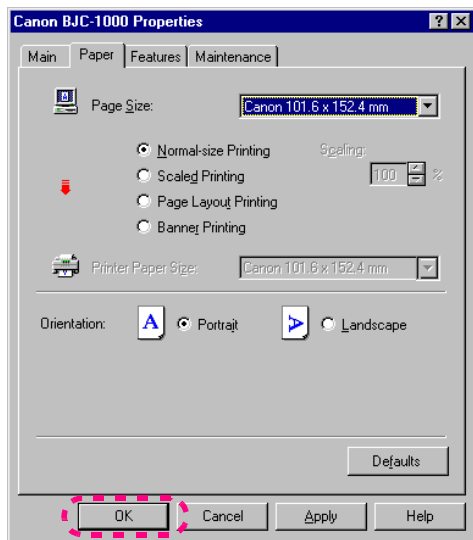 Canon BJC-1000 Properties
Main Paper Features Maintenance
Page Size: Canon 101.6 x 152.4 mm
Normal-size Printing Scaling:
Scaled Printing 100 %
Page Layout Printing
Banner Printing
Printer Paper Size: Canon 101.6 x 152.4 mm
Orientation: A Portrait A Landscape
Defaults
OK Cancel Apply Help